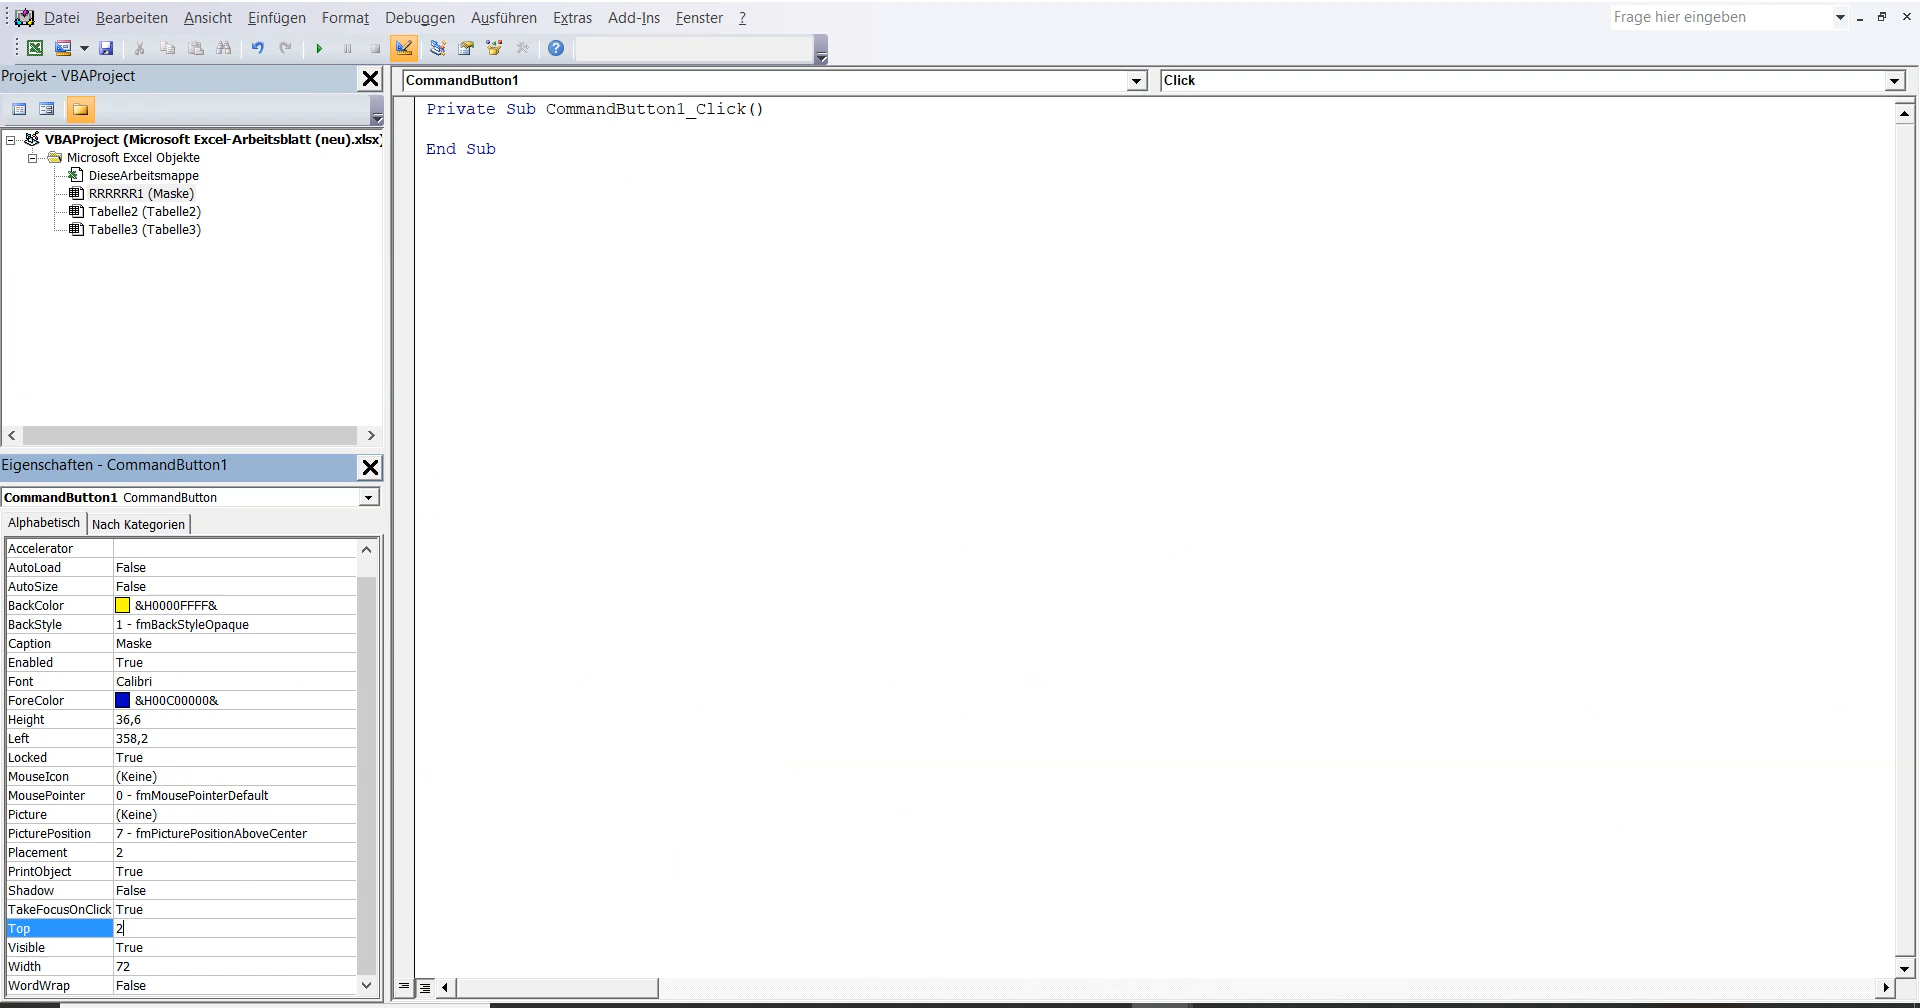 Datei Bearbeiten Ansicht Einfügen Format Debuggen Ausführen Extras Add-Ins Fenster ? Frage hier eingeben
Projekt - VBAProject
VBAProject (Microsoft Excel-Arbeitsblatt (neu).xlsx)
Microsoft Excel Objekte
DieseArbeitsmappe
RRRRRR1 (Maske)
Tabelle2 (Tabelle2)
Tabelle3 (Tabelle3)
Eigenschaften - CommandButton1
CommandButton1 CommandButton
Alphabetisch Nach Kategorien
Accelerator
AutoLoad False
AutoSize False
BackColor &H0000FFFF&
BackStyle 1 - fmBackStyleOpaque
Caption Maske
Enabled True
Font Calibri
ForeColor &H00C00000&
Height 36,6
Left 358,2
Locked True
MouseIcon (Keine)
MousePointer 0 - fmMousePointerDefault
Picture (Keine)
PicturePosition 7 - fmPicturePositionAboveCenter
Placement 2
PrintObject True
Shadow False
TakeFocusOnClick True
Top 2
Visible True
Width 72
WordWrap False
CommandButton1 Click
Private Sub CommandButton1_Click()
End Sub